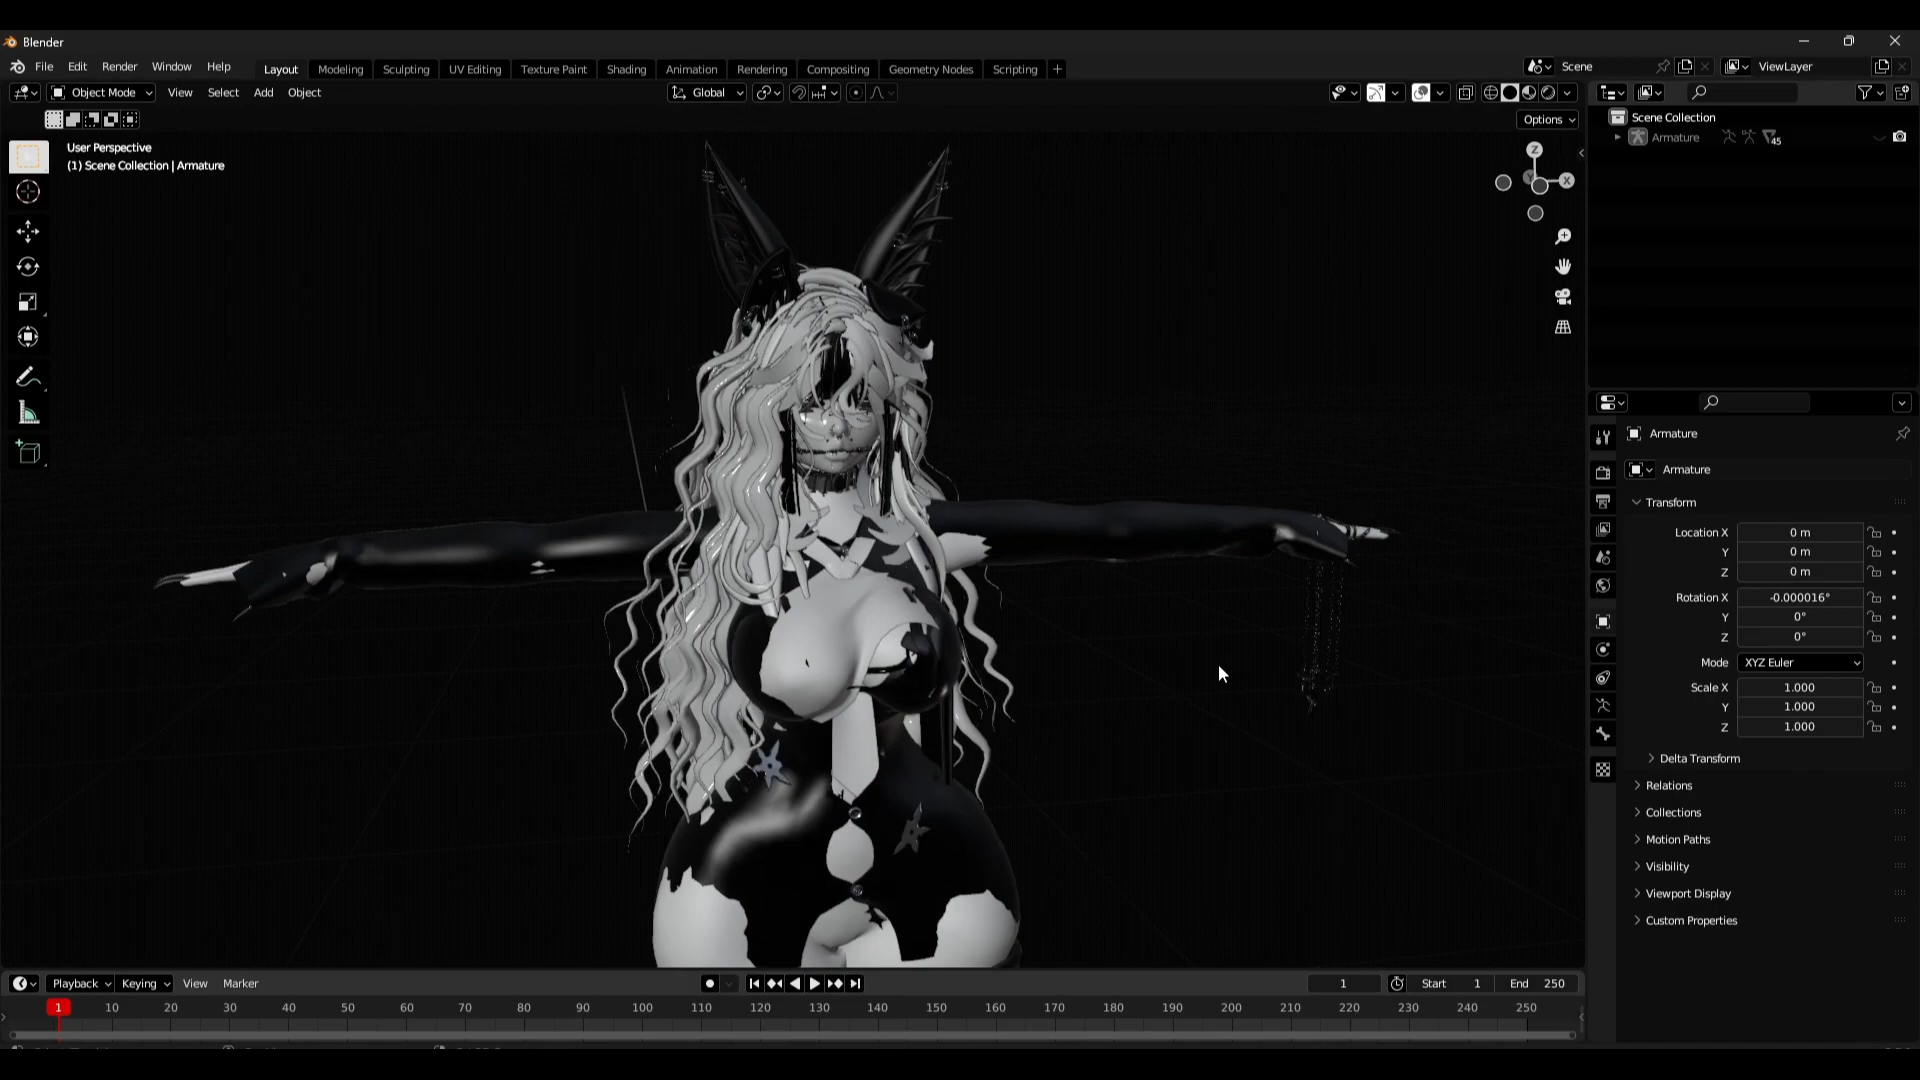 Blender
File Edit Render Window Help Layout Modeling Sculpting UV Editing Texture Paint Shading Animation Rendering Compositing Geometry Nodes Scripting + Scene ViewLayer
Object Mode View Select Add Object Global
Options
User Perspective
(1) Scene Collection | Armature
Z
Y
X
Scene Collection
Armature 45
Armature
Armature
Transform
Location X 0 m
Y 0 m
Z 0 m
Rotation X -0.000016°
Y 0°
Z 0°
Mode XYZ Euler
Scale X 1.000
Y 1.000
Z 1.000
Delta Transform
Relations
Collections
Motion Paths
Visibility
Viewport Display
Custom Properties
Playback Keying View Marker 1 Start 1 End 250
1 10 20 30 40 50 60 70 80 90 100 110 120 130 140 150 160 170 180 190 200 210 220 230 240 250